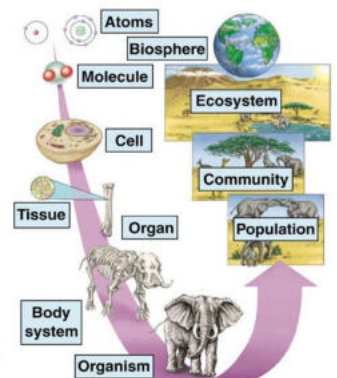 Atoms
Biosphere
Molecule
Ecosystem
Cell
Community
Tissue
Organ
Population
Body
system
Organism